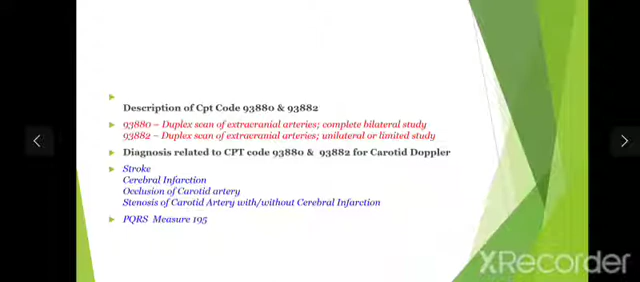 Description of Cpt Code 93880 & 93882
93880 – Duplex scan of extracranial arteries; complete bilateral study
93882 – Duplex scan of extracranial arteries; unilateral or limited study
Diagnosis related to CPT code 93880 & 93882 for Carotid Doppler
Stroke
Cerebral Infarction
Occlusion of Carotid artery
Stenosis of Carotid Artery with/without Cerebral Infarction
PQRS Measure 195
XRecorder